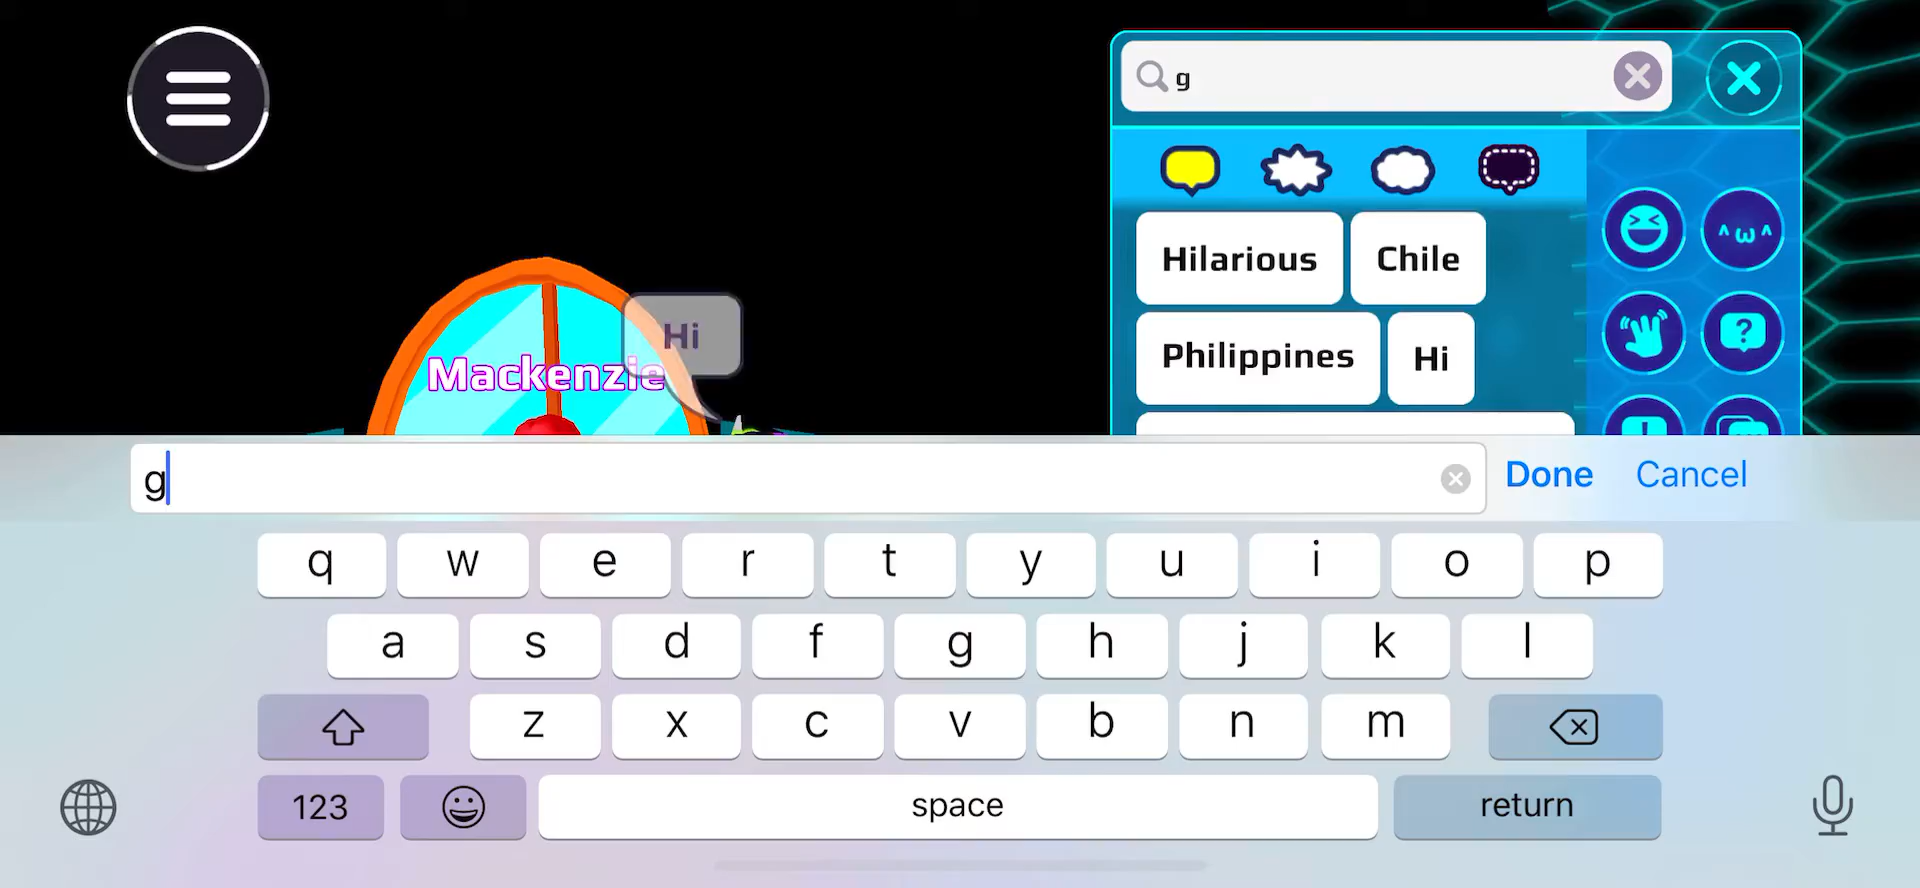 g
Hilarious Chile
Philippines Hi
Hi
Mackenzie
g Done Cancel
q w e r t y u i o p
a s d f g h j k l
z x c v b n m
123 space return